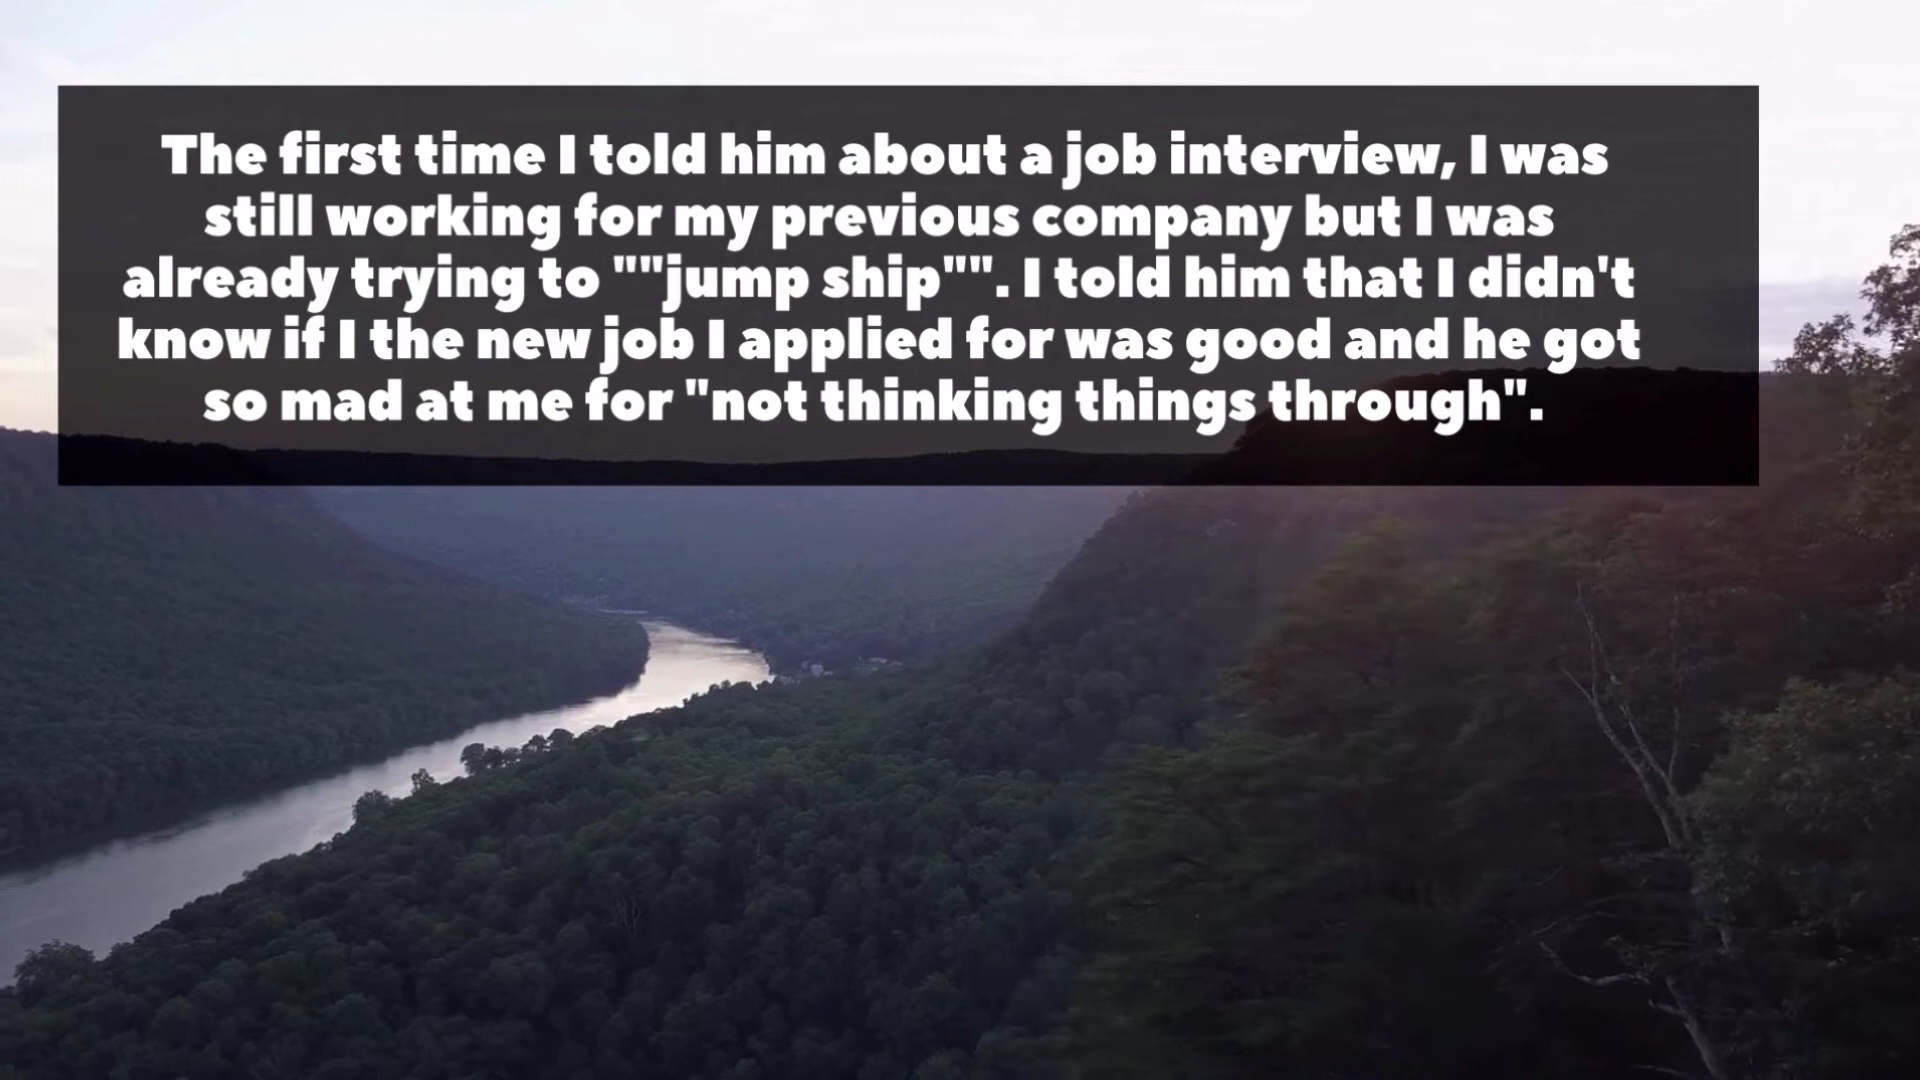 The first time I told him about a job interview, I was
still working for my previous company but I was
already trying to ""jump ship"". I told him that I didn't
know if I the new job I applied for was good and he got
so mad at me for "not thinking things through".